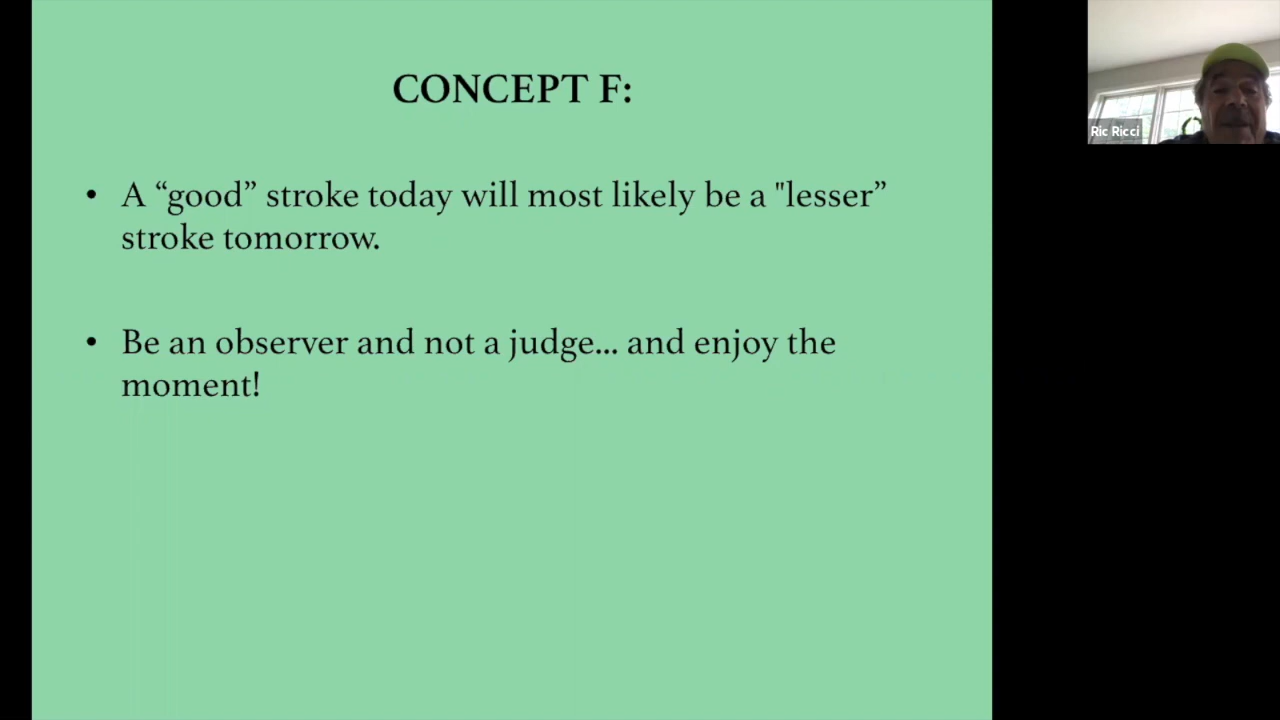 CONCEPT F:
• A “good” stroke today will most likely be a "lesser”
stroke tomorrow.
• Be an observer and not a judge... and enjoy the
moment!
Ric Ricci